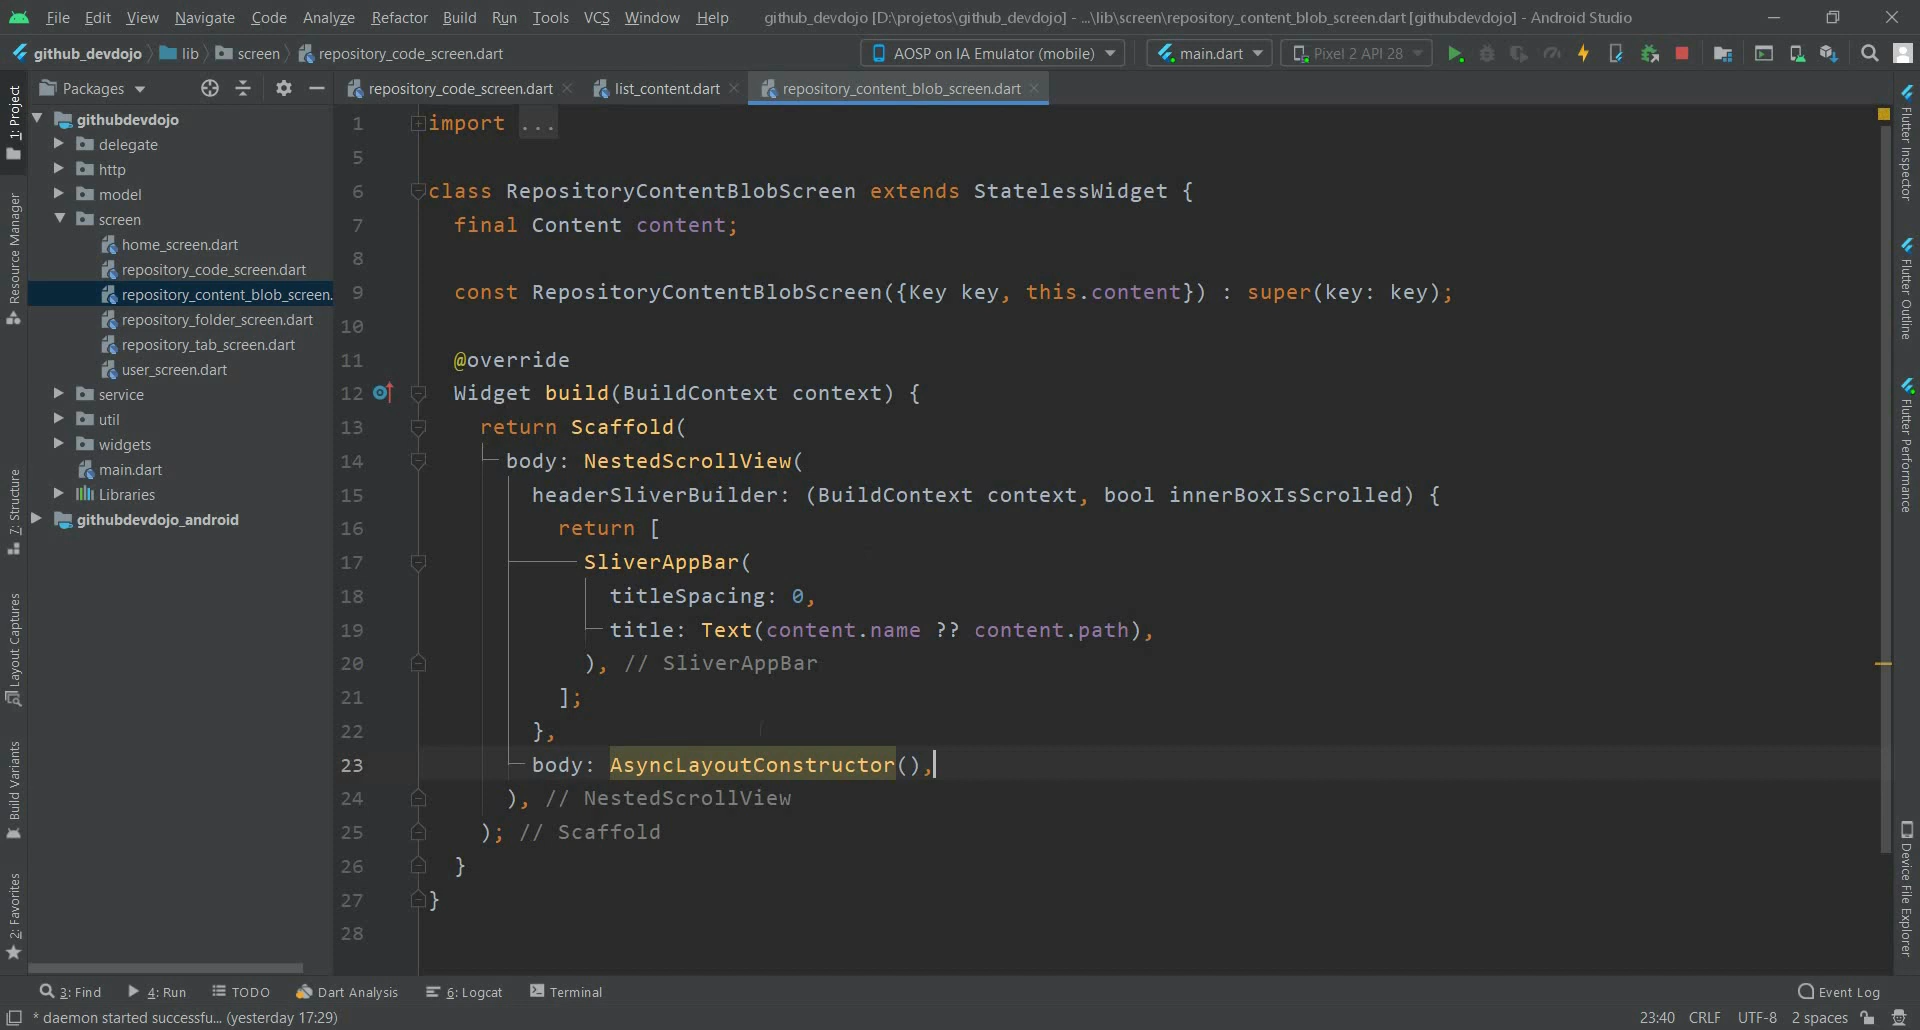 File Edit View Navigate Code Analyze Refactor Build Run Tools VCS Window Help github_devdojo [D:\projetos\github_devdojo] - ...\lib\screen\repository_content_blob_screen.dart [githubdevdojo] - Android Studio
github_devdojo lib screen repository_code_screen.dart AOSP on IA Emulator (mobile) main.dart Pixel 2 API 28
Packages repository_code_screen.dart list_content.dart repository_content_blob_screen.dart
1: Project
Resource Manager
7: Structure
Layout Captures
Build Variants
2: Favorites
githubdevdojo
delegate
http
model
screen
home_screen.dart
repository_code_screen.dart
repository_content_blob_screen.
repository_folder_screen.dart
repository_tab_screen.dart
user_screen.dart
service
util
widgets
main.dart
Libraries
githubdevdojo_android
1 import ...
5
6 class RepositoryContentBlobScreen extends StatelessWidget {
7 final Content content;
8
9 const RepositoryContentBlobScreen({Key key, this.content}) : super(key: key);
10
11 @override
12 Widget build(BuildContext context) {
13 return Scaffold(
14 body: NestedScrollView(
15 headerSliverBuilder: (BuildContext context, bool innerBoxIsScrolled) {
16 return [
17 SliverAppBar(
18 titleSpacing: 0,
19 title: Text(content.name ?? content.path),
20 ), // SliverAppBar
21 ];
22 },
23 body: AsyncLayoutConstructor(),
24 ), // NestedScrollView
25 ); // Scaffold
26 }
27 }
28
Flutter Inspector
Flutter Outline
Flutter Performance
Device File Explorer
3: Find 4: Run TODO Dart Analysis 6: Logcat Terminal Event Log
* daemon started successfu... (yesterday 17:29) 23:40 CRLF UTF-8 2 spaces